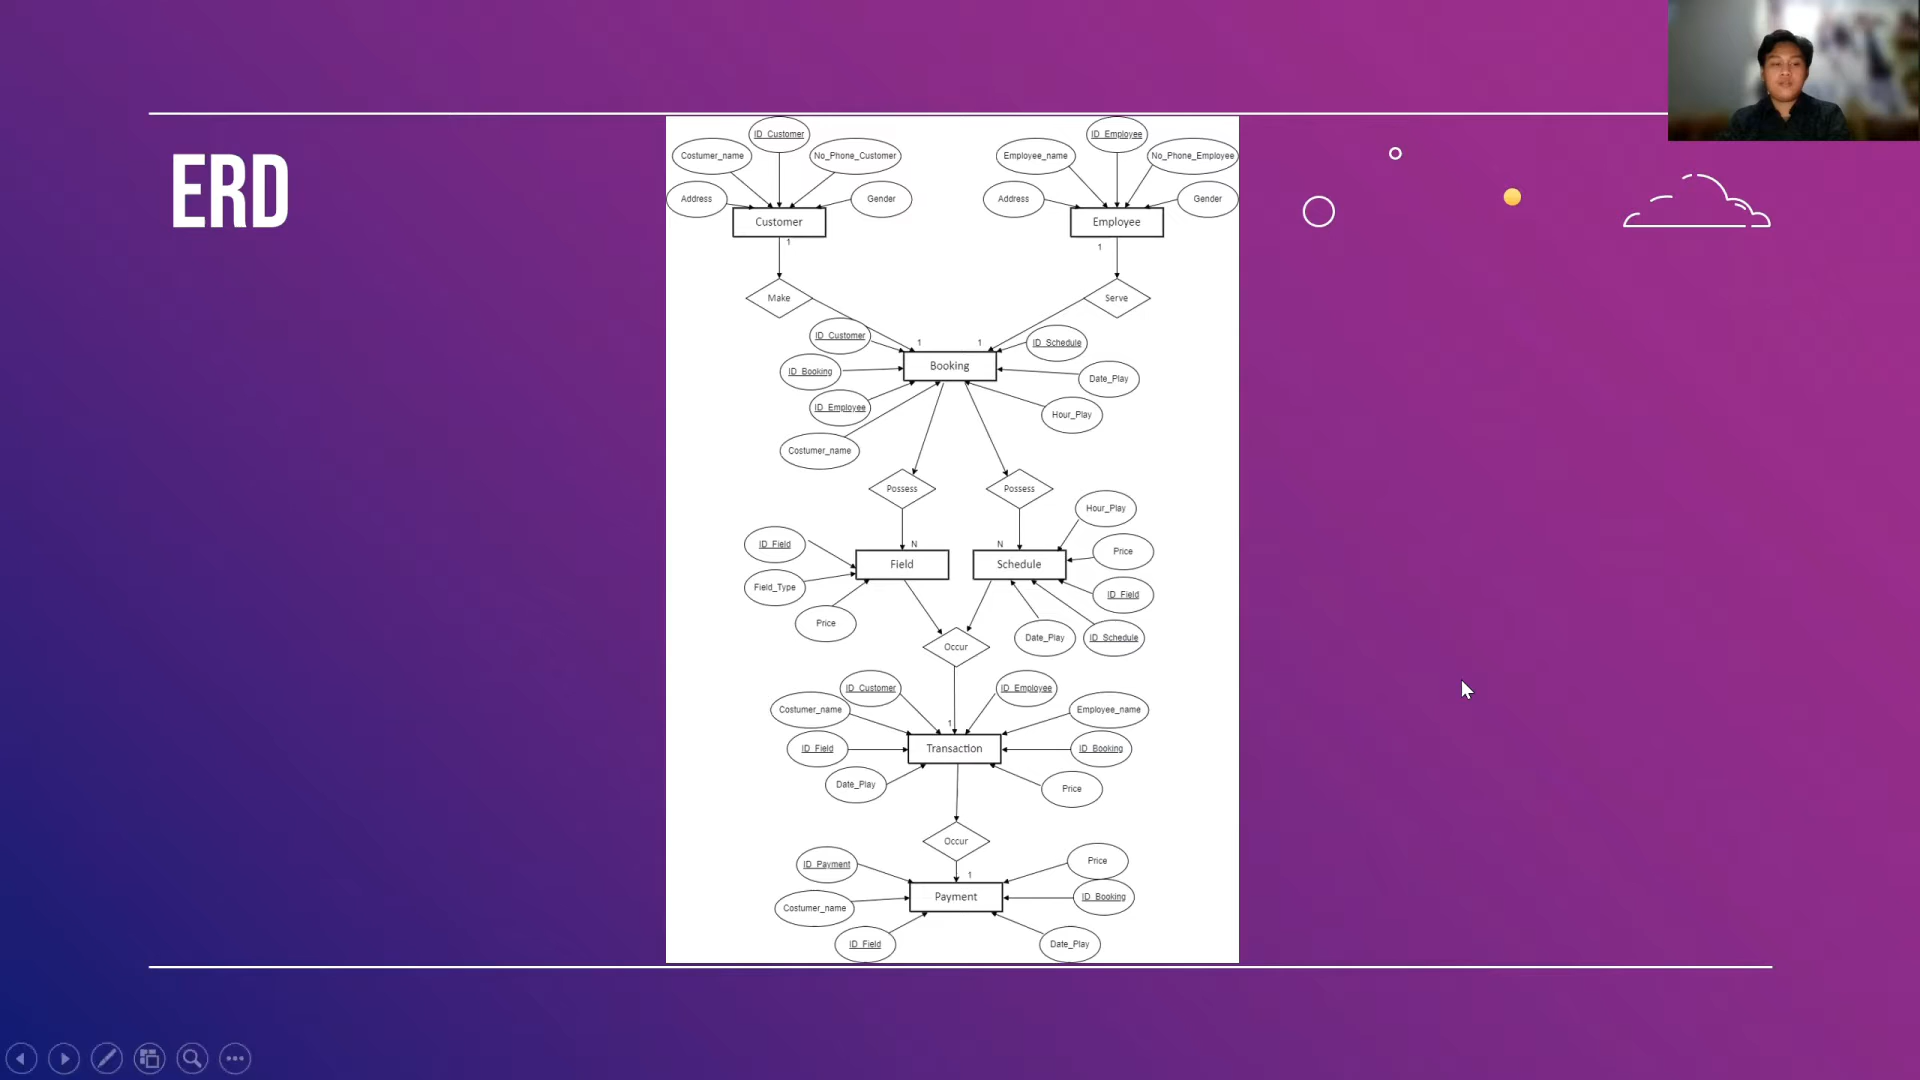 ERD
ID_Customer
Costumer_name
No_Phone_Customer
Address
Gender
Customer
1
ID_Employee
Employee_name
No_Phone_Employee
Address
Gender
Employee
1
Make
Serve
ID_Customer
1
1
ID_Schedule
ID_Booking
Booking
Date_Play
ID_Employee
Hour_Play
Costumer_name
Possess
Possess
Hour_Play
ID_Field
N
N
Price
Field
Schedule
Field_Type
ID_Field
Price
Date_Play
ID_Schedule
Occur
ID_Customer
ID_Employee
Costumer_name
1
Employee_name
ID_Field
Transaction
ID_Booking
Date_Play
Price
Occur
ID_Payment
1
Price
Costumer_name
Payment
ID_Booking
ID_Field
Date_Play